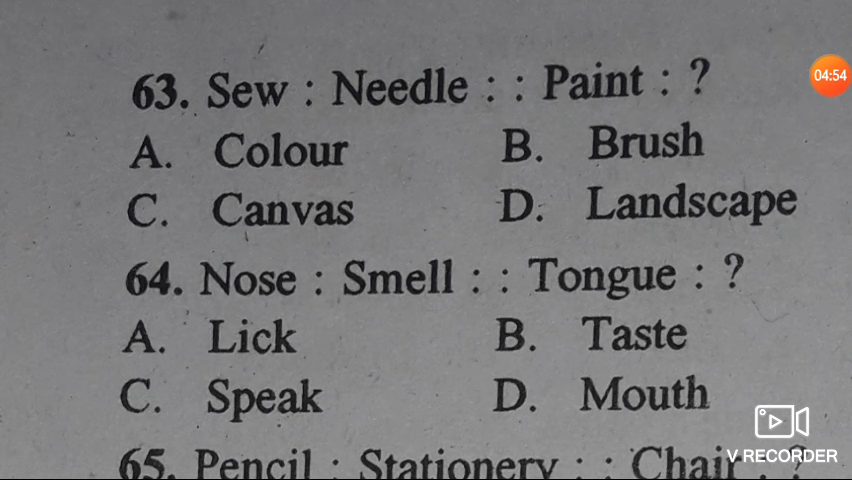 63. Sew : Needle : : Paint : ?
04:54
A. Colour B. Brush
C. Canvas D. Landscape
64. Nose : Smell : : Tongue : ?
A. Lick B. Taste
C. Speak D. Mouth
V RECORDER
65. Pencil : Stationery : : Chair : ?